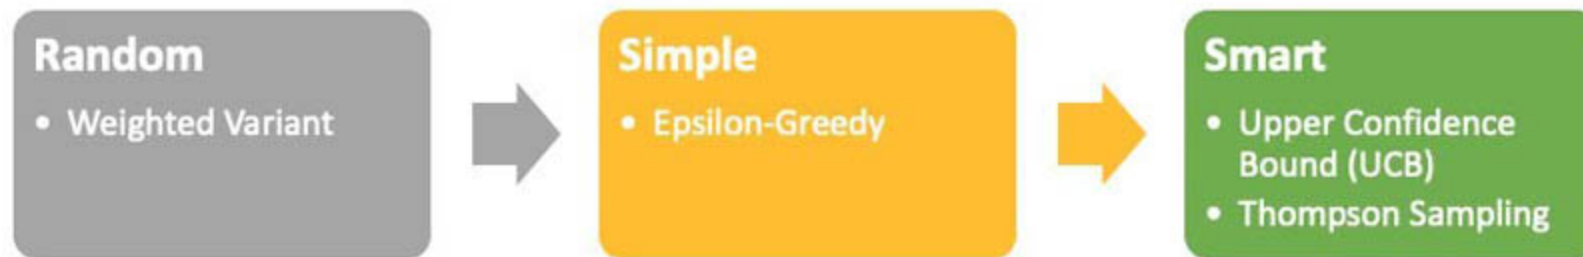 Random
• Weighted Variant
Simple
• Epsilon-Greedy
Smart
• Upper Confidence
Bound (UCB)
• Thompson Sampling